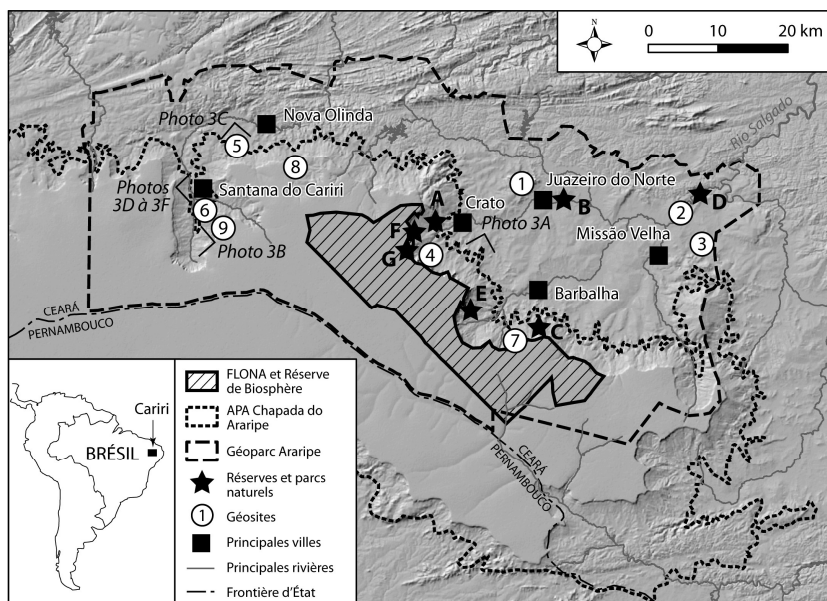 N
0 10 20 km
Nova Olinda
Photo 3C
5
8
Rio Salgado
Photos
3D à 3F
Santana do Cariri
6
9
Photo 3B
1
Juazeiro do Norte
B
2
D
A
Crato
Photo 3A
F
G
4
Missão Velha
3
E
Barbalha
7
C
CEARÁ
PERNAMBOUCO
CEARÁ
PERNAMBOUCO
Cariri
BRÉSIL
FLONA et Réserve
de Biosphère
APA Chapada do
Araripe
Géoparc Araripe
Réserves et parcs
naturels
1
Géosites
Principales villes
Principales rivières
Frontière d'État